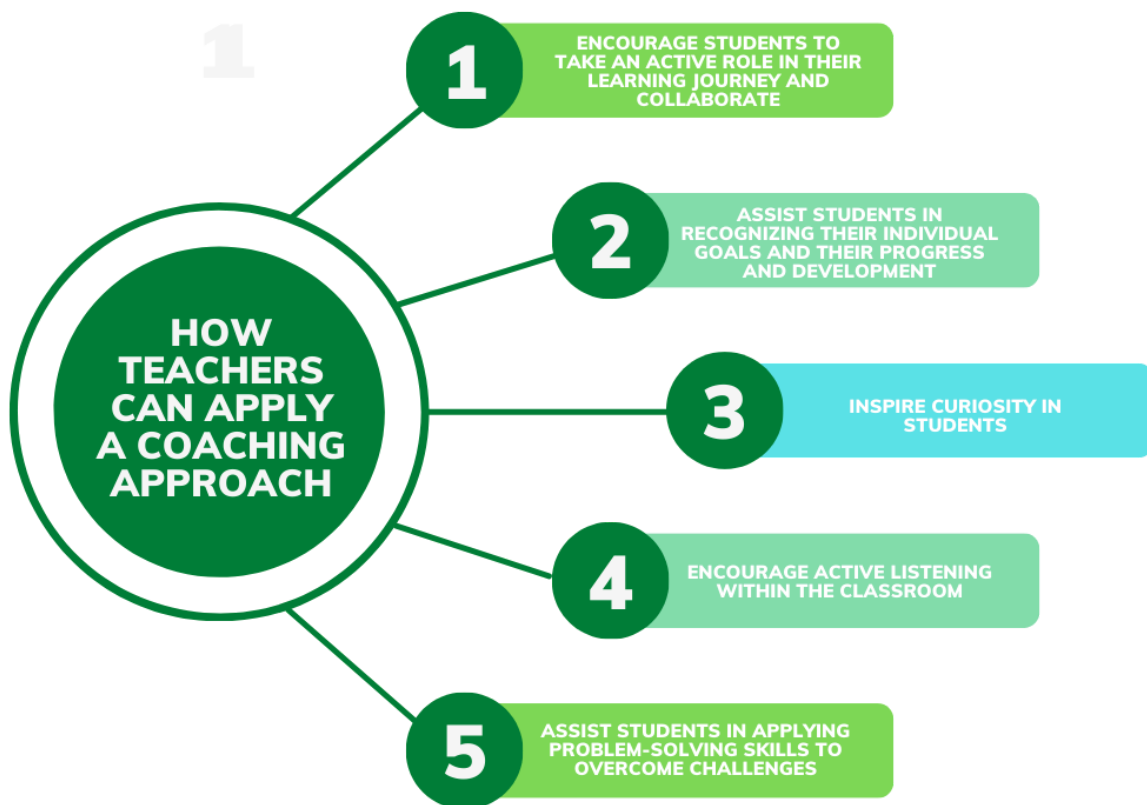 1
HOW
TEACHERS
CAN APPLY
A COACHING
APPROACH
1
ENCOURAGE STUDENTS TO
TAKE AN ACTIVE ROLE IN THEIR
LEARNING JOURNEY AND
COLLABORATE
2
ASSIST STUDENTS IN
RECOGNIZING THEIR INDIVIDUAL
GOALS AND THEIR PROGRESS
AND DEVELOPMENT
3
INSPIRE CURIOSITY IN
STUDENTS
4
ENCOURAGE ACTIVE LISTENING
WITHIN THE CLASSROOM
5
ASSIST STUDENTS IN APPLYING
PROBLEM-SOLVING SKILLS TO
OVERCOME CHALLENGES